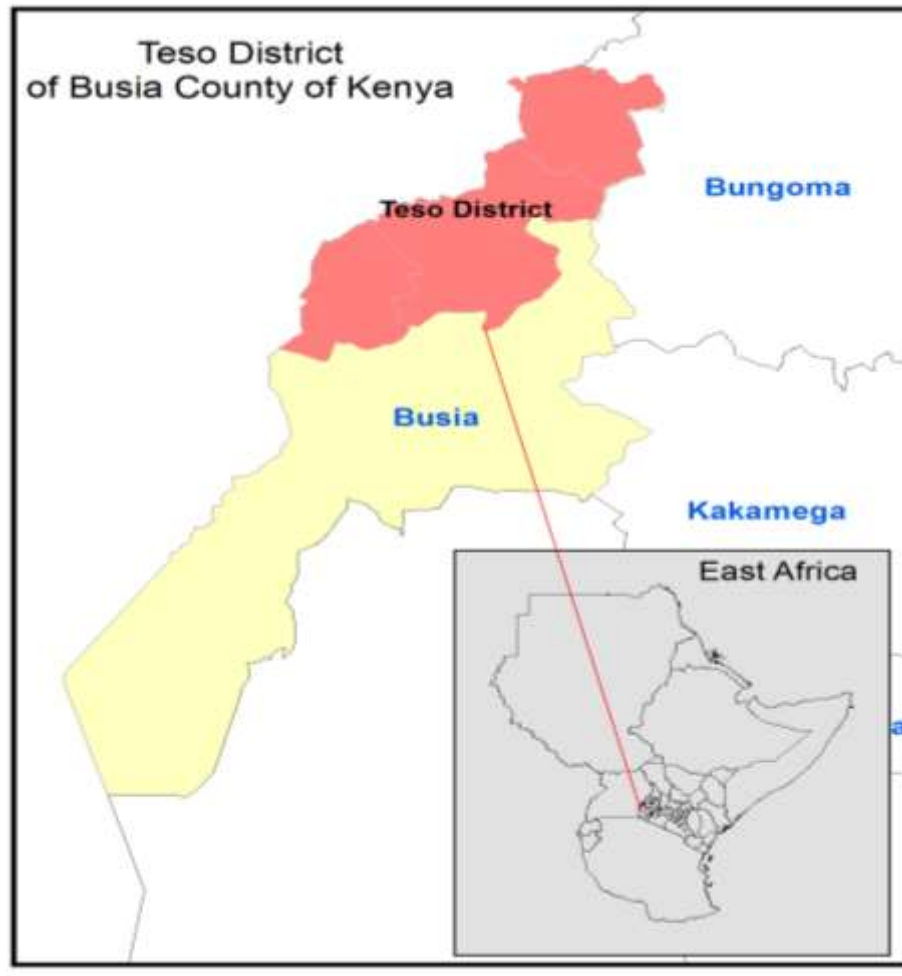 Teso District
of Busia County of Kenya
Bungoma
Teso District
Busia
Kakamega
East Africa